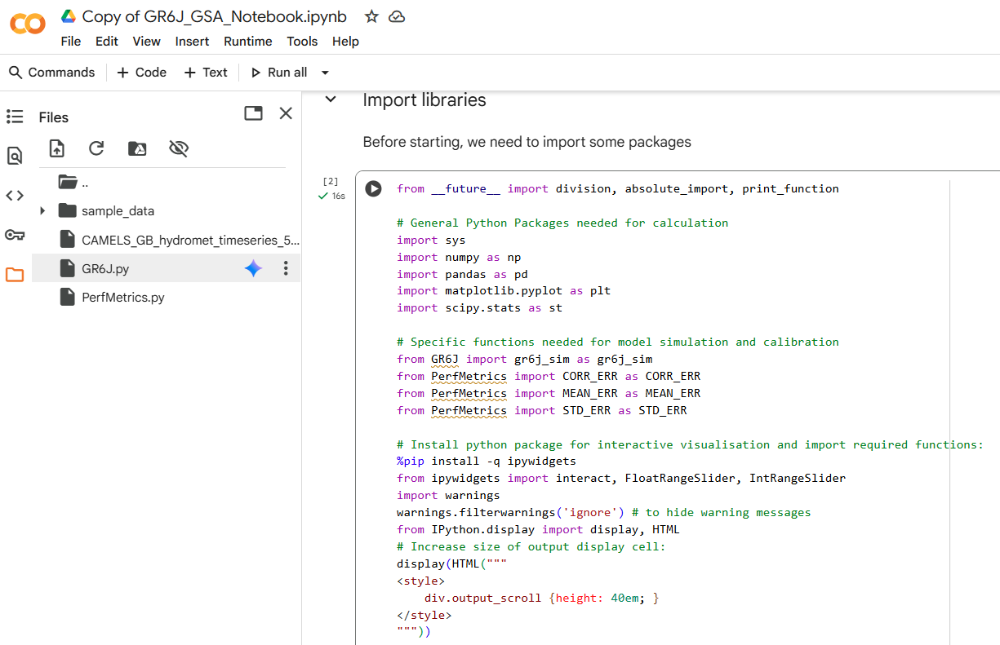 Copy of GR6J_GSA_Notebook.ipynb
File Edit View Insert Runtime Tools Help
Commands + Code + Text Run all
Files
..
sample_data
CAMELS_GB_hydromet_timeseries_5...
GR6J.py
PerfMetrics.py
Import libraries
Before starting, we need to import some packages
[2]
16s
from __future__ import division, absolute_import, print_function
# General Python Packages needed for calculation
import sys
import numpy as np
import pandas as pd
import matplotlib.pyplot as plt
import scipy.stats as st
# Specific functions needed for model simulation and calibration
from GR6J import gr6j_sim as gr6j_sim
from PerfMetrics import CORR_ERR as CORR_ERR
from PerfMetrics import MEAN_ERR as MEAN_ERR
from PerfMetrics import STD_ERR as STD_ERR
# Install python package for interactive visualisation and import required functions:
%pip install -q ipywidgets
from ipywidgets import interact, FloatRangeSlider, IntRangeSlider
import warnings
warnings.filterwarnings('ignore') # to hide warning messages
from IPython.display import display, HTML
# Increase size of output display cell:
display(HTML("""
<style>
    div.output_scroll {height: 40em; }
</style>
"""))